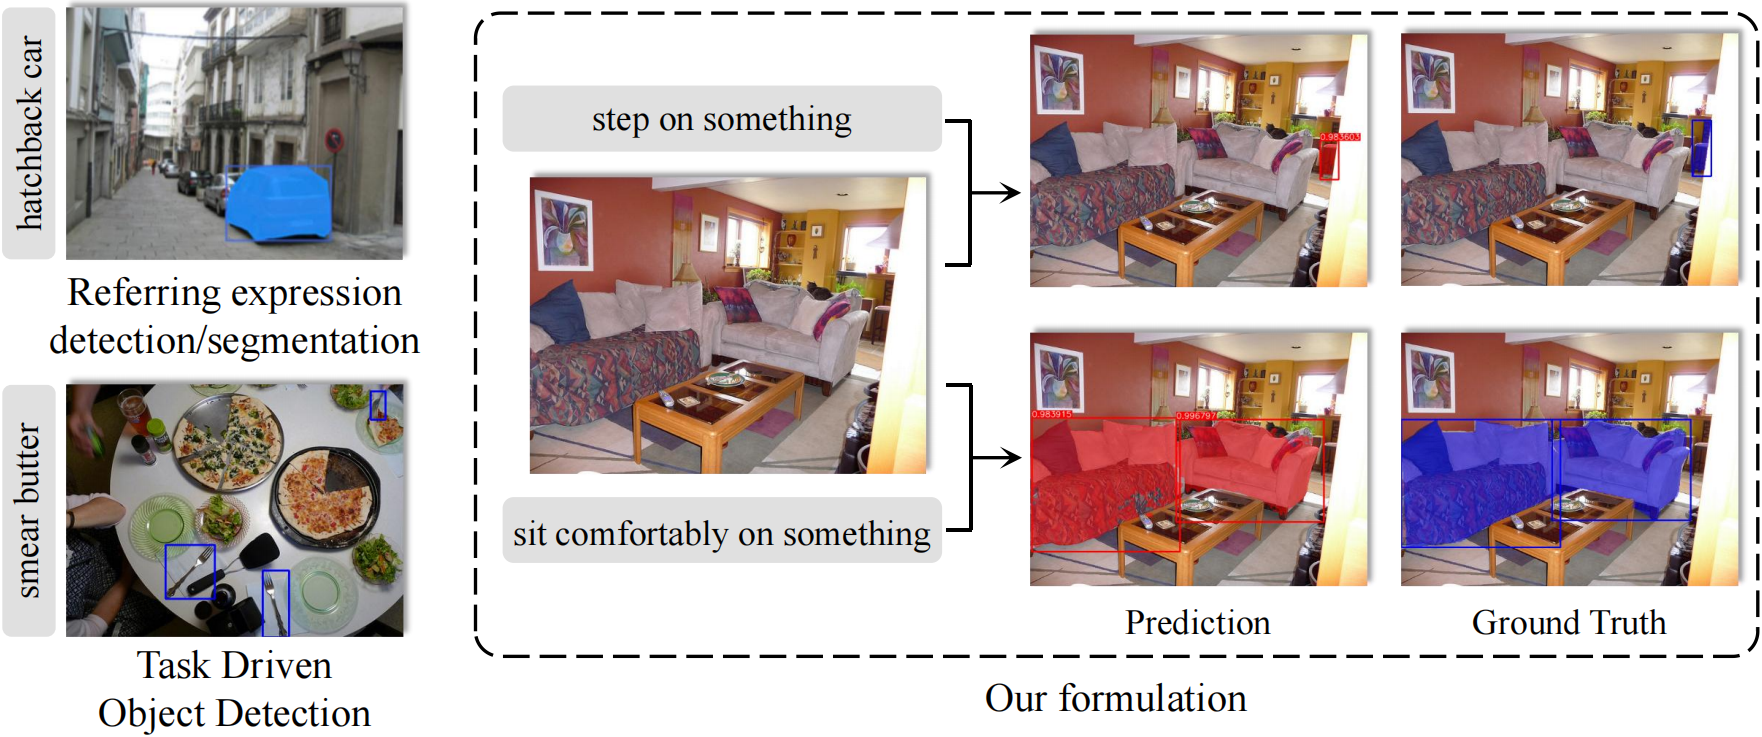 hatchback car
Referring expression
detection/segmentation
smear butter
Task Driven
Object Detection
step on something
sit comfortably on something
0.983603
0.983915
0.996797
Prediction
Ground Truth
Our formulation